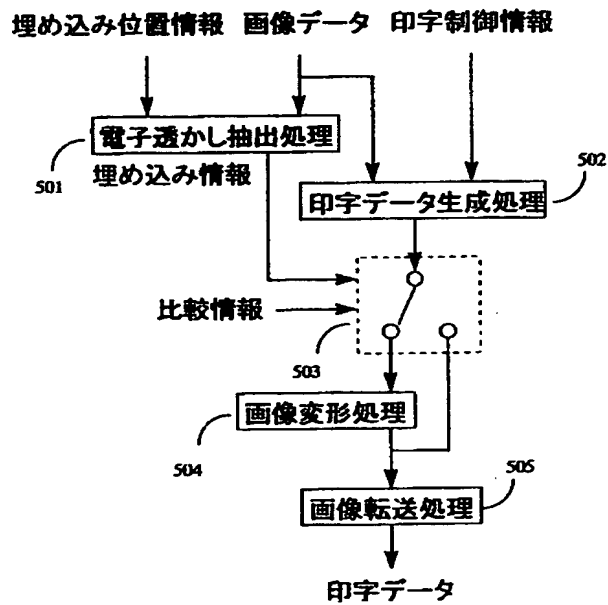 埋め込み位置情報 画像データ 印字制御情報
電子透かし抽出処理
501
埋め込み情報
502
印字データ生成処理
比較情報
503
画像変形処理
504
505
画像転送処理
印字データ